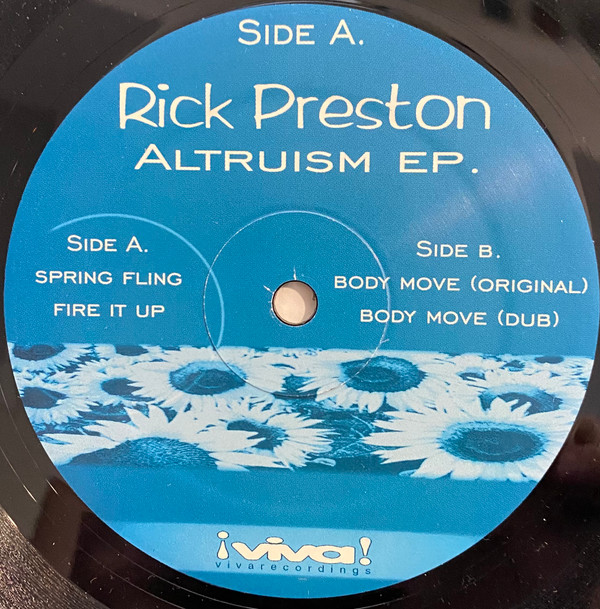 SIDE A.
Rick Preston
ALTRUISM EP.
SIDE A.
SPRING FLING
FIRE IT UP
SIDE B.
BODY MOVE (ORIGINAL)
BODY MOVE (DUB)
¡viva!
vivarecordings